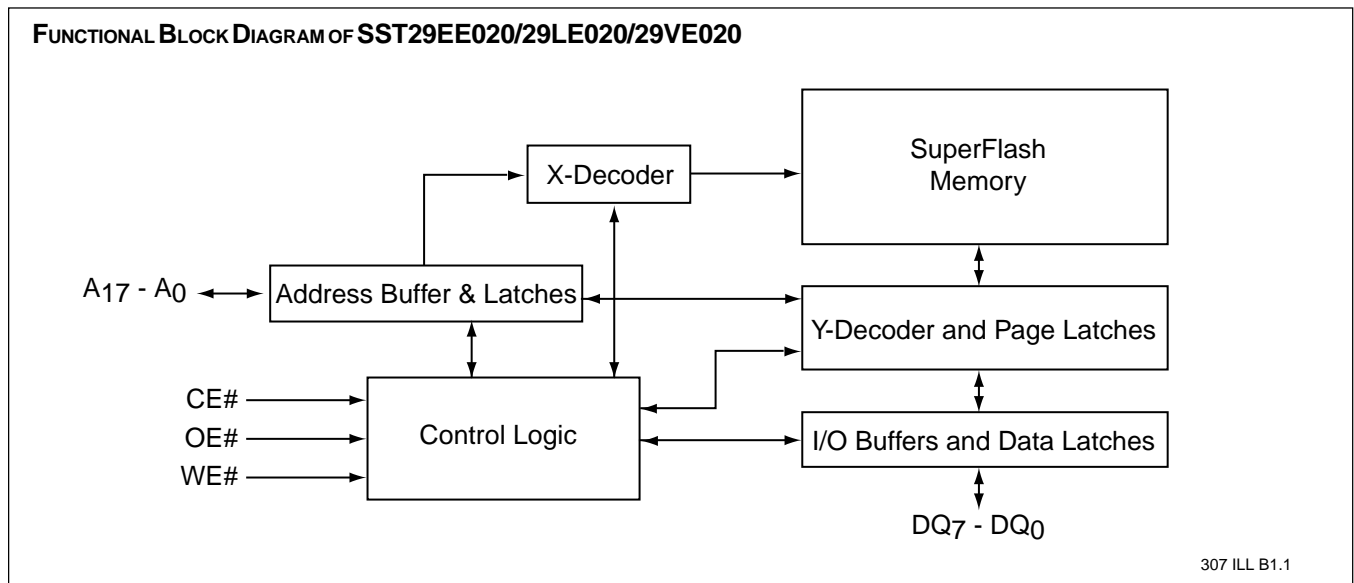 FUNCTIONAL BLOCK DIAGRAM OF SST29EE020/29LE020/29VE020
SuperFlash
Memory
X-Decoder
A17 - A0
Address Buffer & Latches
Y-Decoder and Page Latches
CE#
OE#
WE#
Control Logic
I/O Buffers and Data Latches
DQ7 - DQ0
307 ILL B1.1